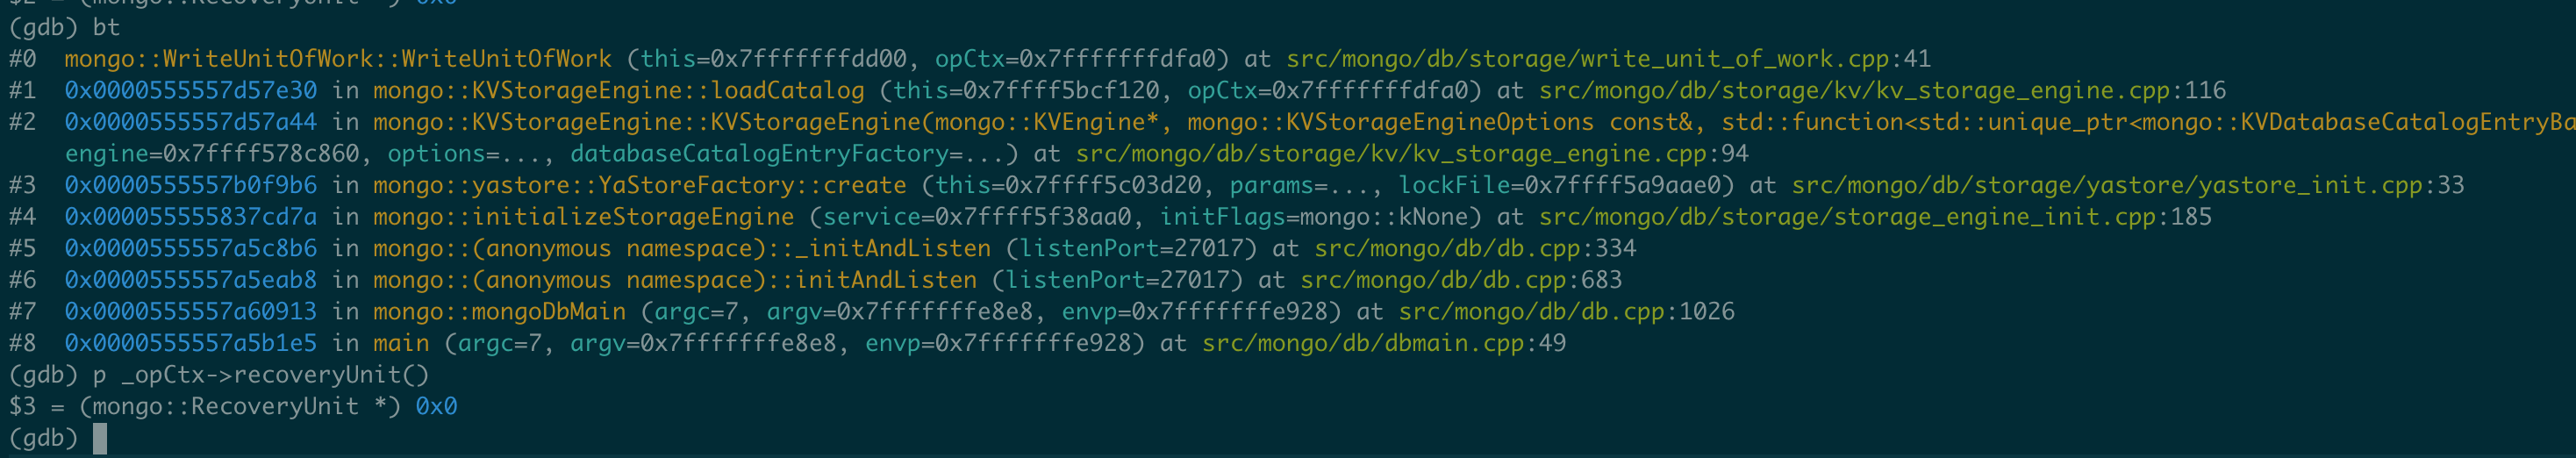 $2 = (mongo::RecoveryUnit *) 0x0
(gdb) bt
#0  mongo::WriteUnitOfWork::WriteUnitOfWork (this=0x7fffffffdd00, opCtx=0x7fffffffdfa0) at src/mongo/db/storage/write_unit_of_work.cpp:41
#1  0x0000555557d57e30 in mongo::KVStorageEngine::loadCatalog (this=0x7ffff5bcf120, opCtx=0x7fffffffdfa0) at src/mongo/db/storage/kv/kv_storage_engine.cpp:116
#2  0x0000555557d57a44 in mongo::KVStorageEngine::KVStorageEngine(mongo::KVEngine*, mongo::KVStorageEngineOptions const&, std::function<std::unique_ptr<mongo::KVDatabaseCatalogEntryBa
engine=0x7ffff578c860, options=..., databaseCatalogEntryFactory=...) at src/mongo/db/storage/kv/kv_storage_engine.cpp:94
#3  0x0000555557b0f9b6 in mongo::yastore::YaStoreFactory::create (this=0x7ffff5c03d20, params=..., lockFile=0x7ffff5a9aae0) at src/mongo/db/storage/yastore/yastore_init.cpp:33
#4  0x000055555837cd7a in mongo::initializeStorageEngine (service=0x7ffff5f38aa0, initFlags=mongo::kNone) at src/mongo/db/storage/storage_engine_init.cpp:185
#5  0x0000555557a5c8b6 in mongo::(anonymous namespace)::_initAndListen (listenPort=27017) at src/mongo/db/db.cpp:334
#6  0x0000555557a5eab8 in mongo::(anonymous namespace)::initAndListen (listenPort=27017) at src/mongo/db/db.cpp:683
#7  0x0000555557a60913 in mongo::mongoDbMain (argc=7, argv=0x7fffffffe8e8, envp=0x7fffffffe928) at src/mongo/db/db.cpp:1026
#8  0x0000555557a5b1e5 in main (argc=7, argv=0x7fffffffe8e8, envp=0x7fffffffe928) at src/mongo/db/dbmain.cpp:49
(gdb) p _opCtx->recoveryUnit()
$3 = (mongo::RecoveryUnit *) 0x0
(gdb)